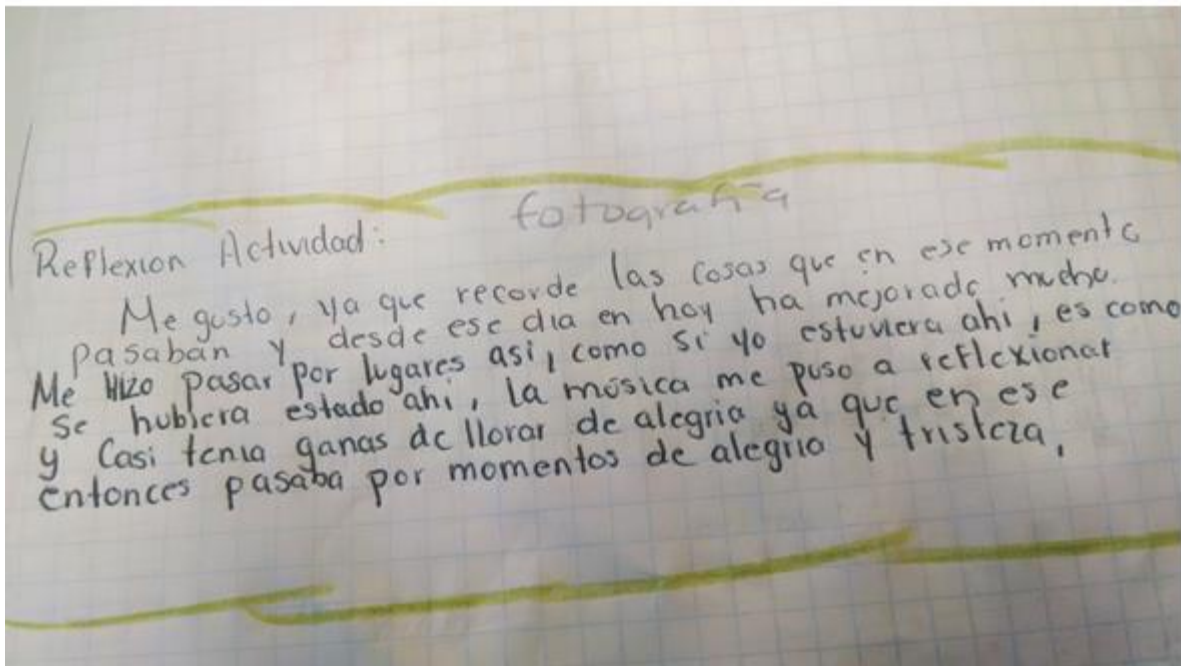 fotografia
Reflexion Actividad:
Me gusto, ya que recorde las cosas que en ese momento
pasaban y desde ese dia en hoy ha mejorado mucho.
Me Hizo pasar por lugares asi, como si yo estuviera ahi, es como
se hubiera estado ahi, la música me puso a reflexionar
y Casi tenia ganas de llorar de alegria ya que en ese
entonces pasaba por momentos de alegria y tristeza,